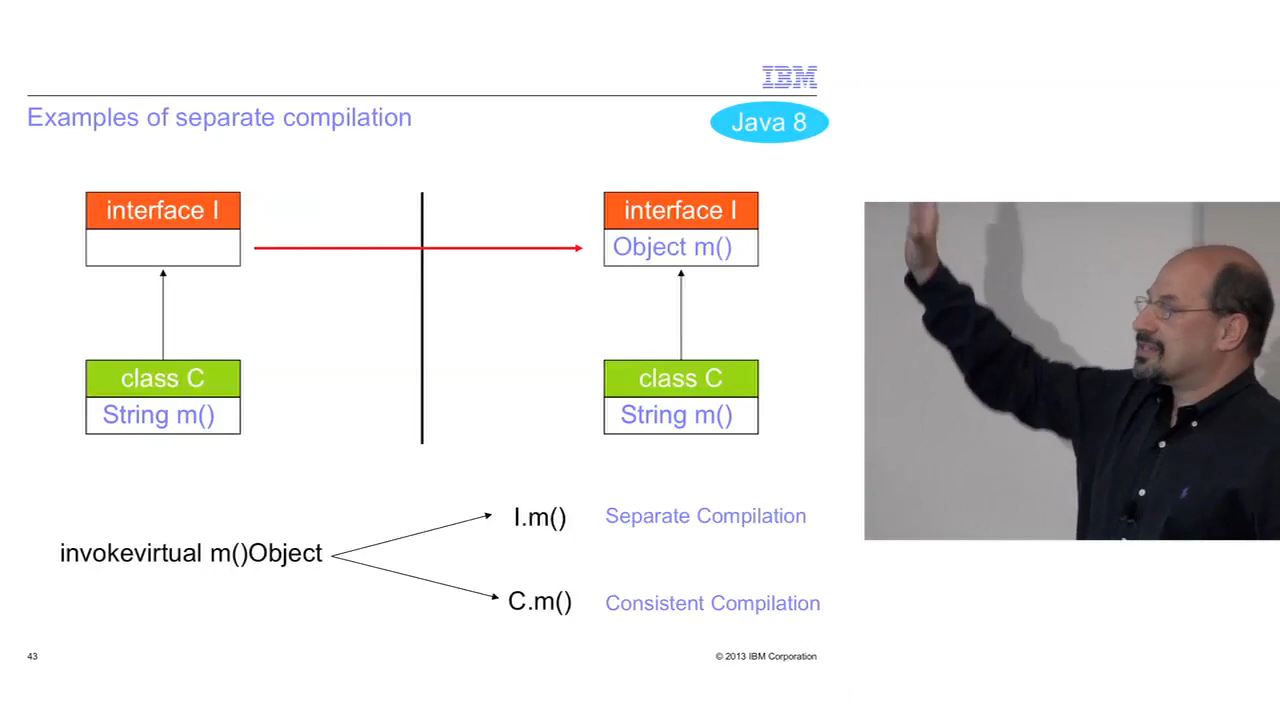 IBM
Examples of separate compilation
Java 8
interface I
interface I
Object m()
class C
class C
String m()
String m()
I.m()
Separate Compilation
invokevirtual m()Object
C.m()
Consistent Compilation
43
© 2013 IBM Corporation